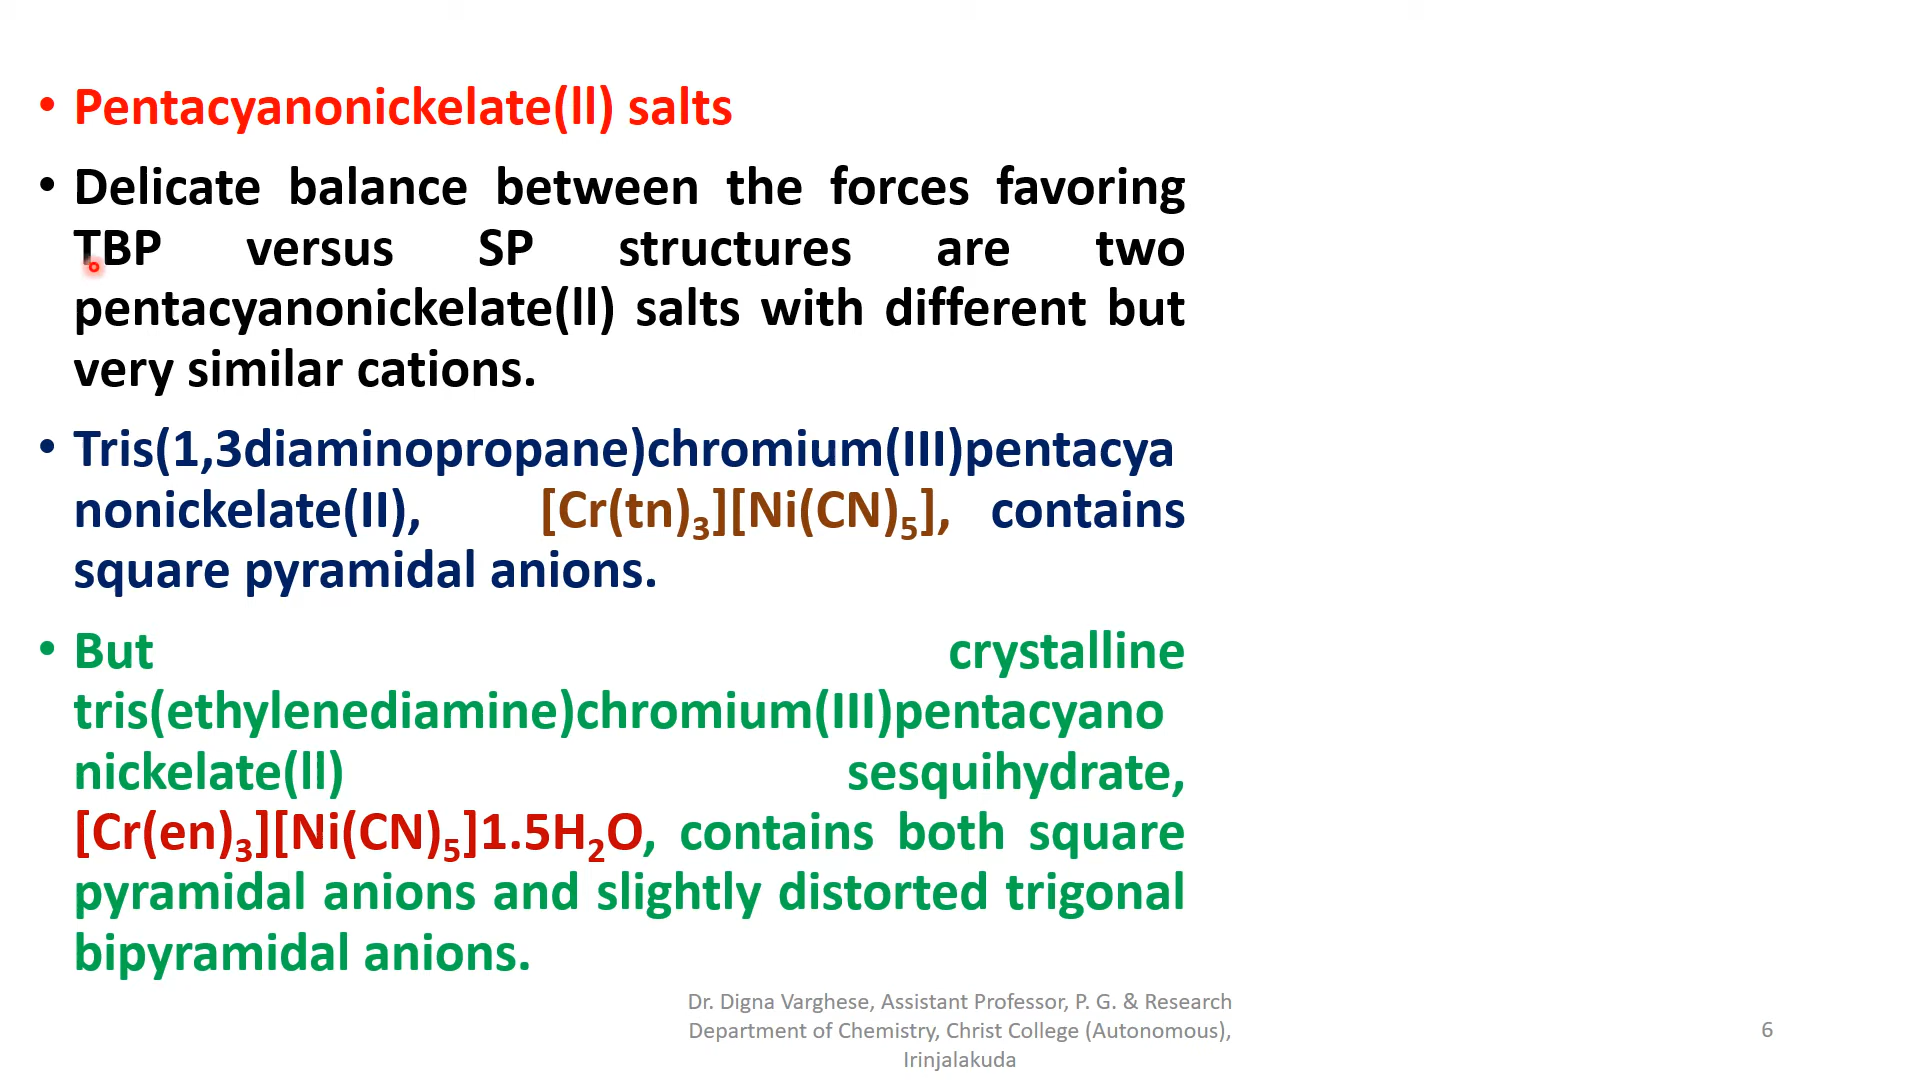 • Pentacyanonickelate(ll) salts
• Delicate balance between the forces favoring
TBP versus SP structures are two
pentacyanonickelate(ll) salts with different but
very similar cations.
• Tris(1,3diaminopropane)chromium(III)pentacya
nonickelate(II), [Cr(tn)₃][Ni(CN)₅], contains
square pyramidal anions.
• But crystalline
tris(ethylenediamine)chromium(III)pentacyano
nickelate(ll) sesquihydrate,
[Cr(en)₃][Ni(CN)₅]1.5H₂O, contains both square
pyramidal anions and slightly distorted trigonal
bipyramidal anions.
Dr. Digna Varghese, Assistant Professor, P. G. & Research
Department of Chemistry, Christ College (Autonomous),
Irinjalakuda
6